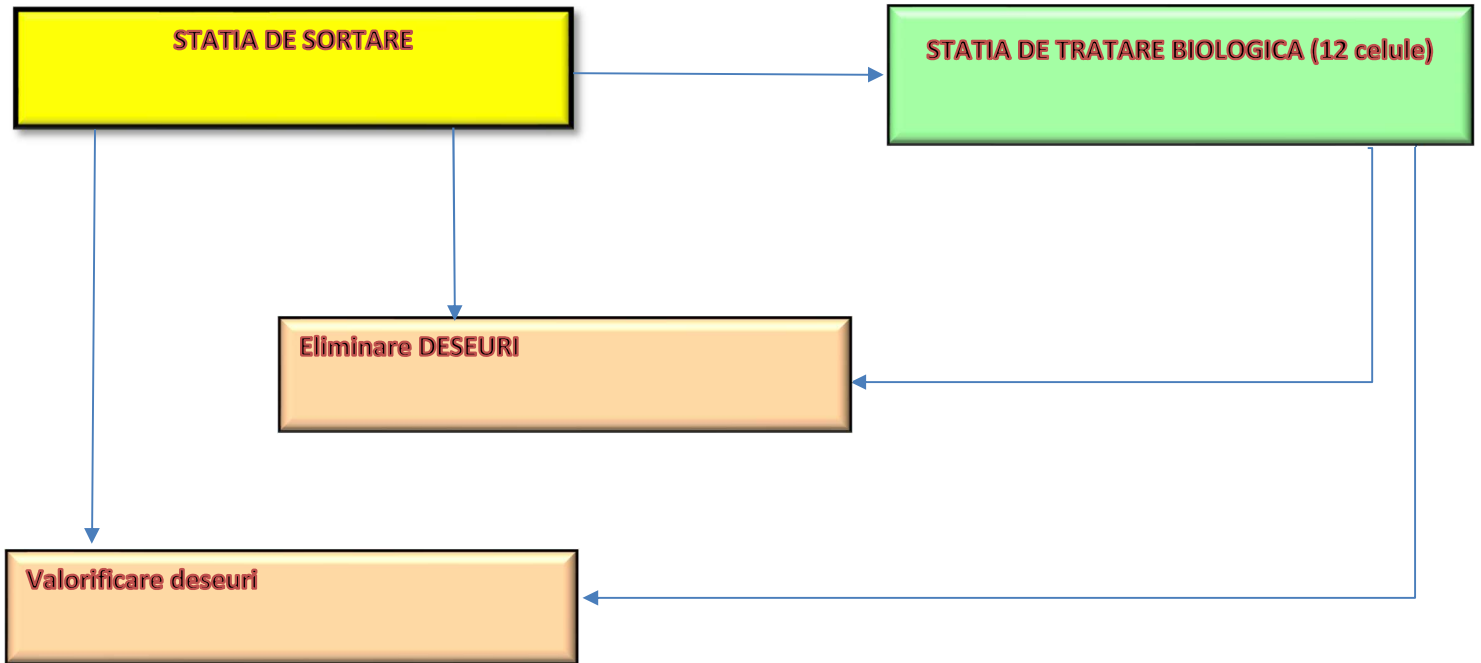 STATIA DE SORTARE
STATIA DE TRATARE BIOLOGICA (12 celule)
Eliminare DESEURI
Valorificare deseuri